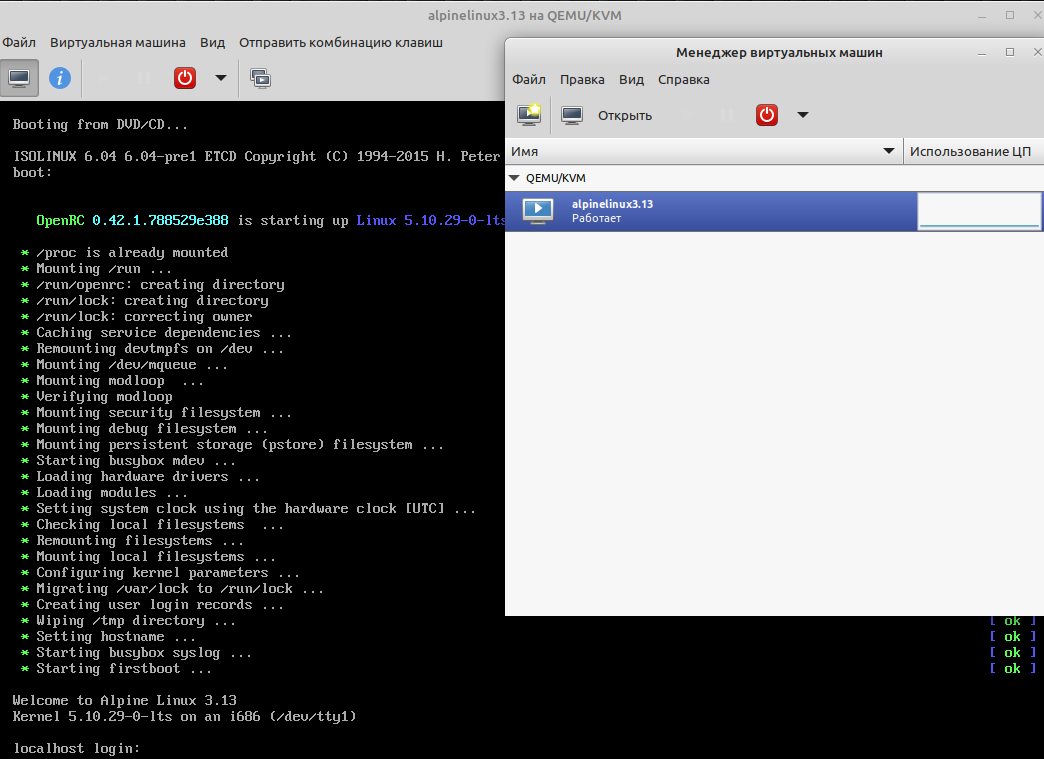 alpinelinux3.13 на QEMU/KVM
Файл Виртуальная машина Вид Отправить комбинацию клавиш
Booting from DVD/CD...
ISOLINUX 6.04 6.04-pre1 ETCD Copyright (C) 1994-2015 H. Peter
boot:
OpenRC 0.42.1.788529e388 is starting up Linux 5.10.29-0-lts
* /proc is already mounted
* Mounting /run ...
* /run/openrc: creating directory
* /run/lock: creating directory
* /run/lock: correcting owner
* Caching service dependencies ...
* Remounting devtmpfs on /dev ...
* Mounting /dev/mqueue ...
* Mounting modloop  ...
* Verifying modloop
* Mounting security filesystem ...
* Mounting debug filesystem ...
* Mounting persistent storage (pstore) filesystem ...
* Starting busybox mdev ...
* Loading hardware drivers ...
* Loading modules ...
* Setting system clock using the hardware clock [UTC] ...
* Checking local filesystems  ...
* Remounting filesystems ...
* Mounting local filesystems ...
* Configuring kernel parameters ...
* Migrating /var/lock to /run/lock ...
* Creating user login records ...
* Wiping /tmp directory ... [ ok ]
* Setting hostname ... [ ok ]
* Starting busybox syslog ... [ ok ]
* Starting firstboot ... [ ok ]
Welcome to Alpine Linux 3.13
Kernel 5.10.29-0-lts on an i686 (/dev/tty1)
localhost login:
Менеджер виртуальных машин
Файл Правка Вид Справка
Открыть
Имя Использование ЦП
QEMU/KVM
alpinelinux3.13
Работает